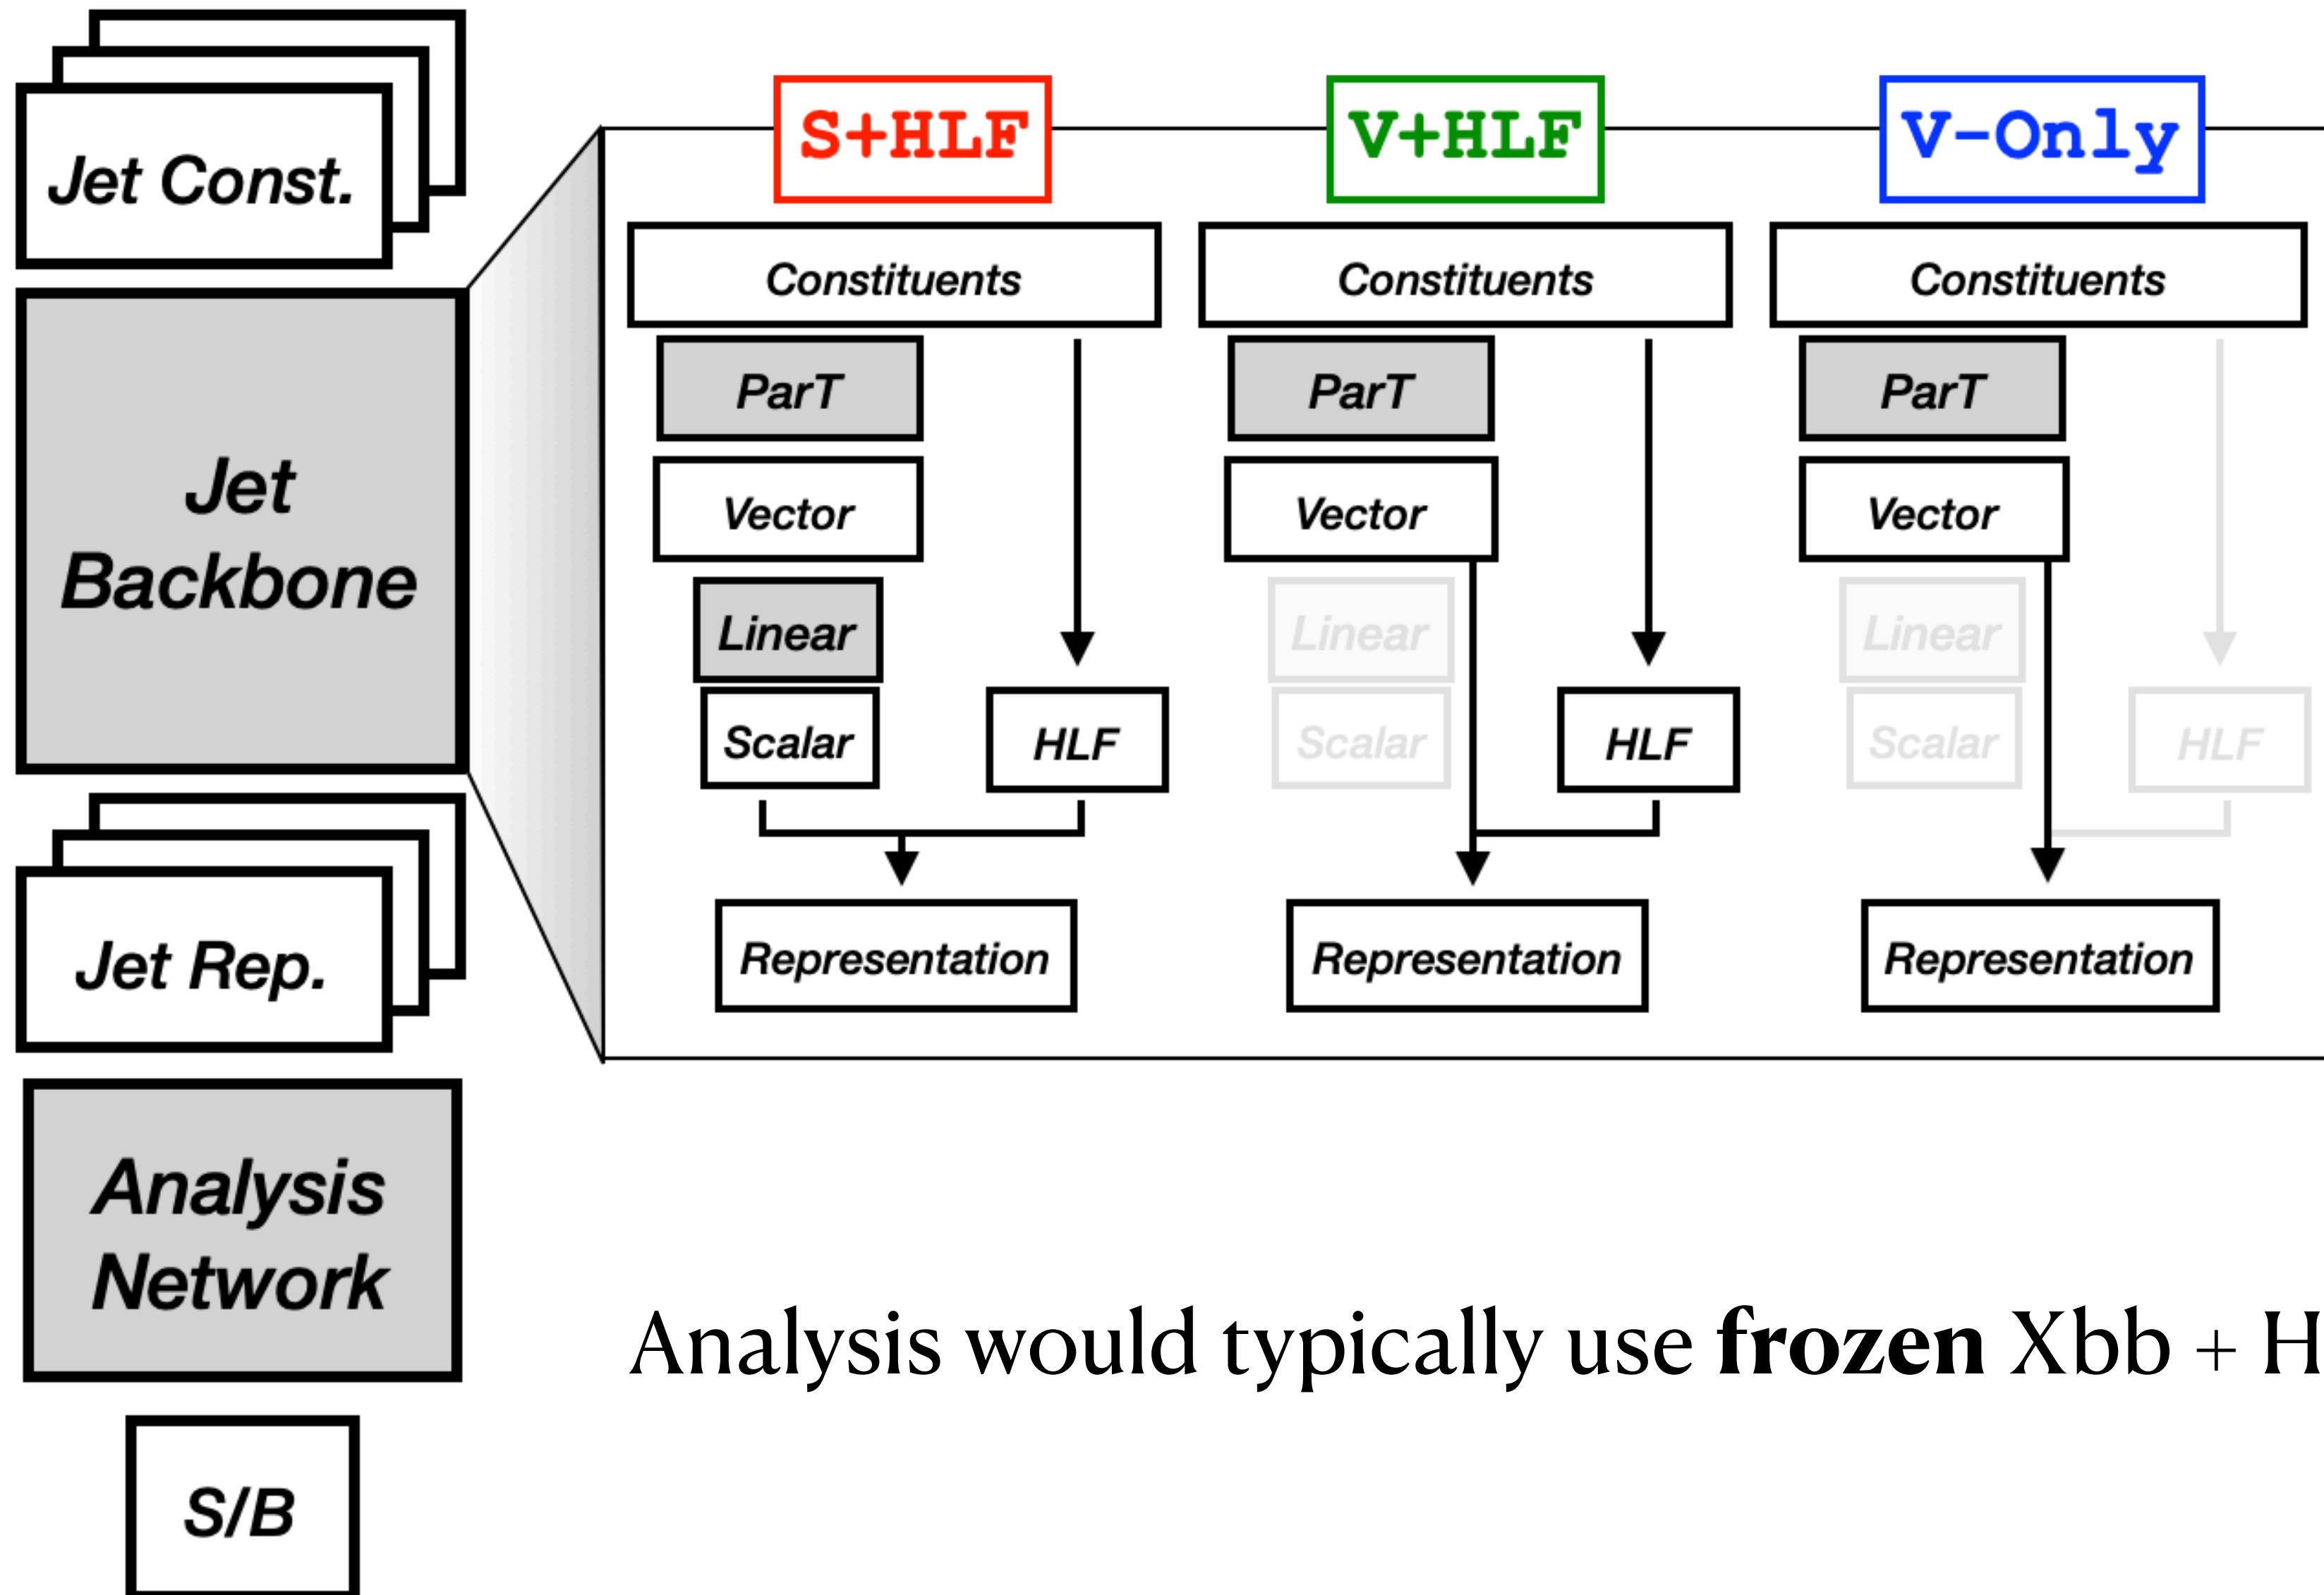 Jet Const.
Jet
Backbone
Jet Rep.
Analysis
Network
S/B
S+HLF
Constituents
ParT
Vector
Linear
Scalar
HLF
Representation
V+HLF
Constituents
ParT
Vector
Linear
Scalar
HLF
Representation
V-Only
Constituents
ParT
Vector
Linear
Scalar
HLF
Representation
Analysis would typically use frozen Xbb + H